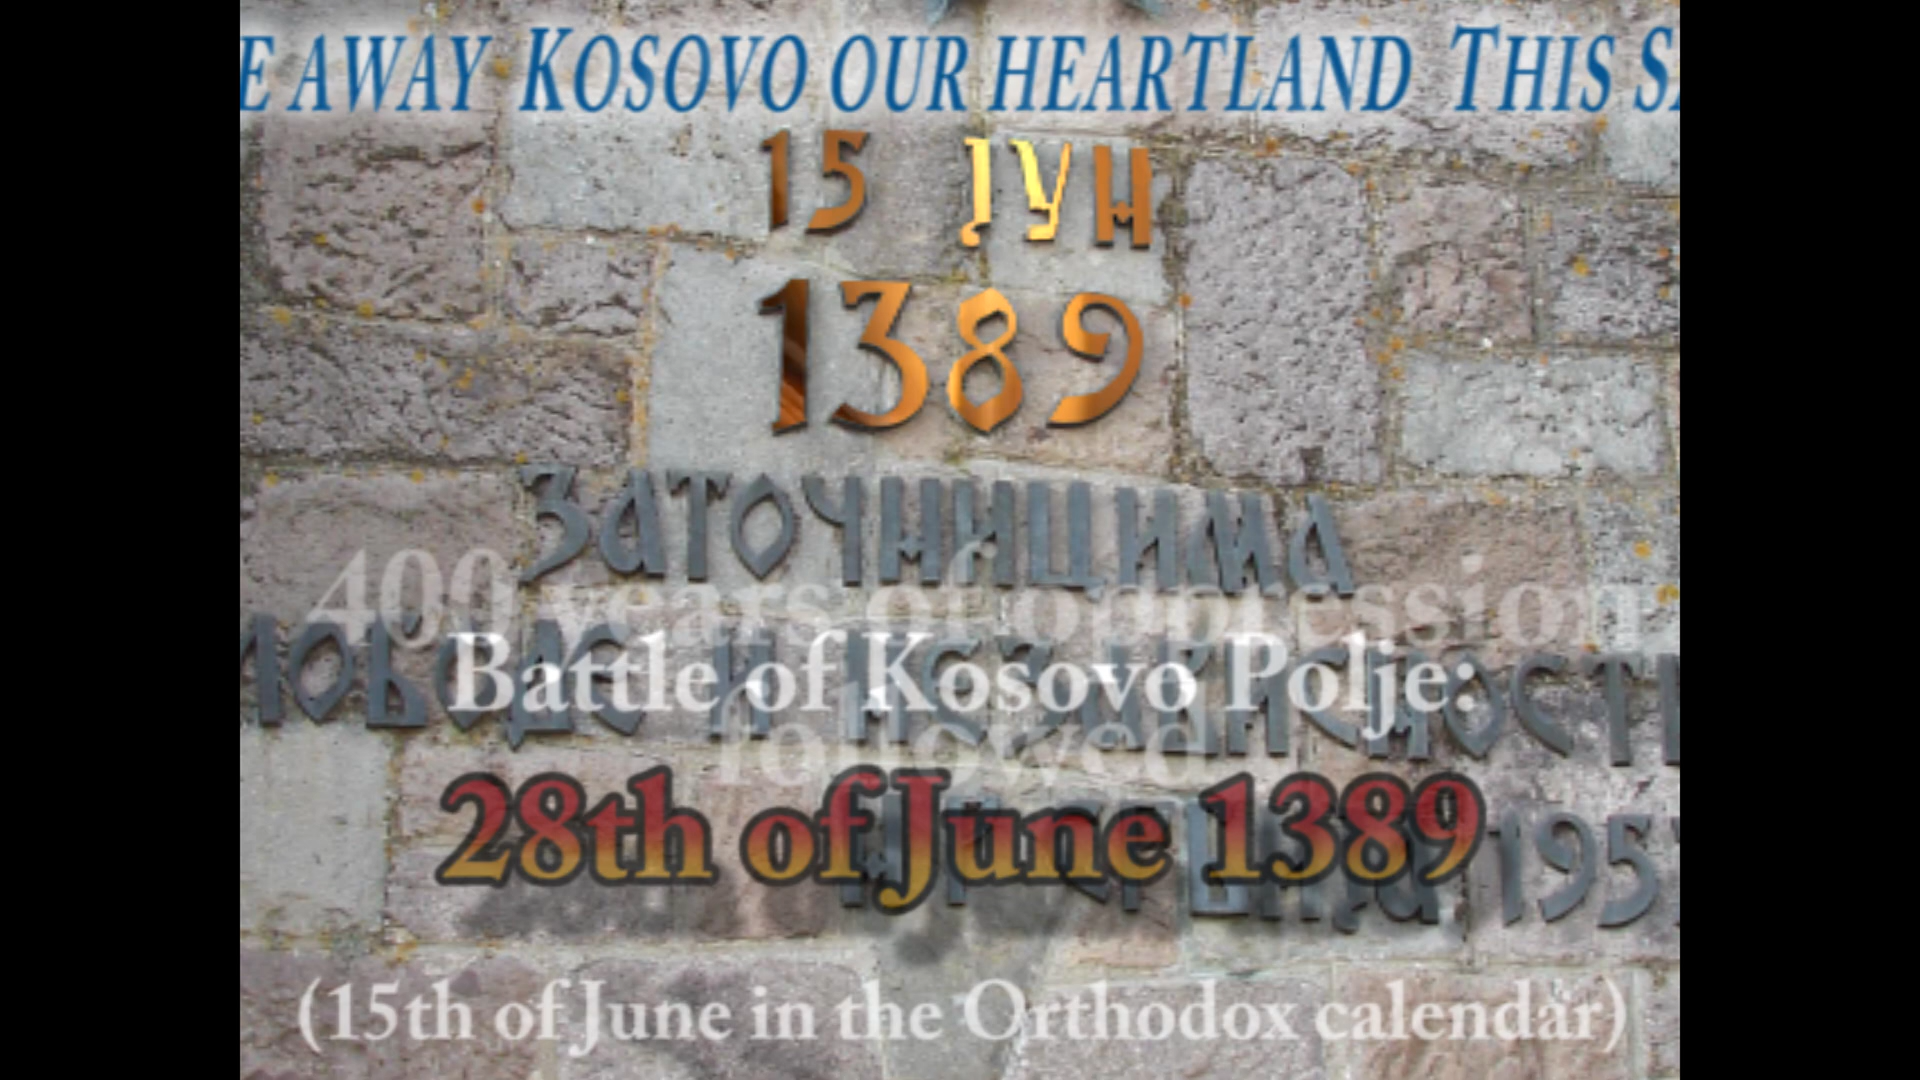 AWAY KOSOVO OUR HEARTLAND THIS
15 ЈУН
1389
ЗАТОЧНИЦИМА
400 years of oppression
Battle of Kosovo Polje:
followed
28th of June 1389
(15th of June in the Orthodox calendar)